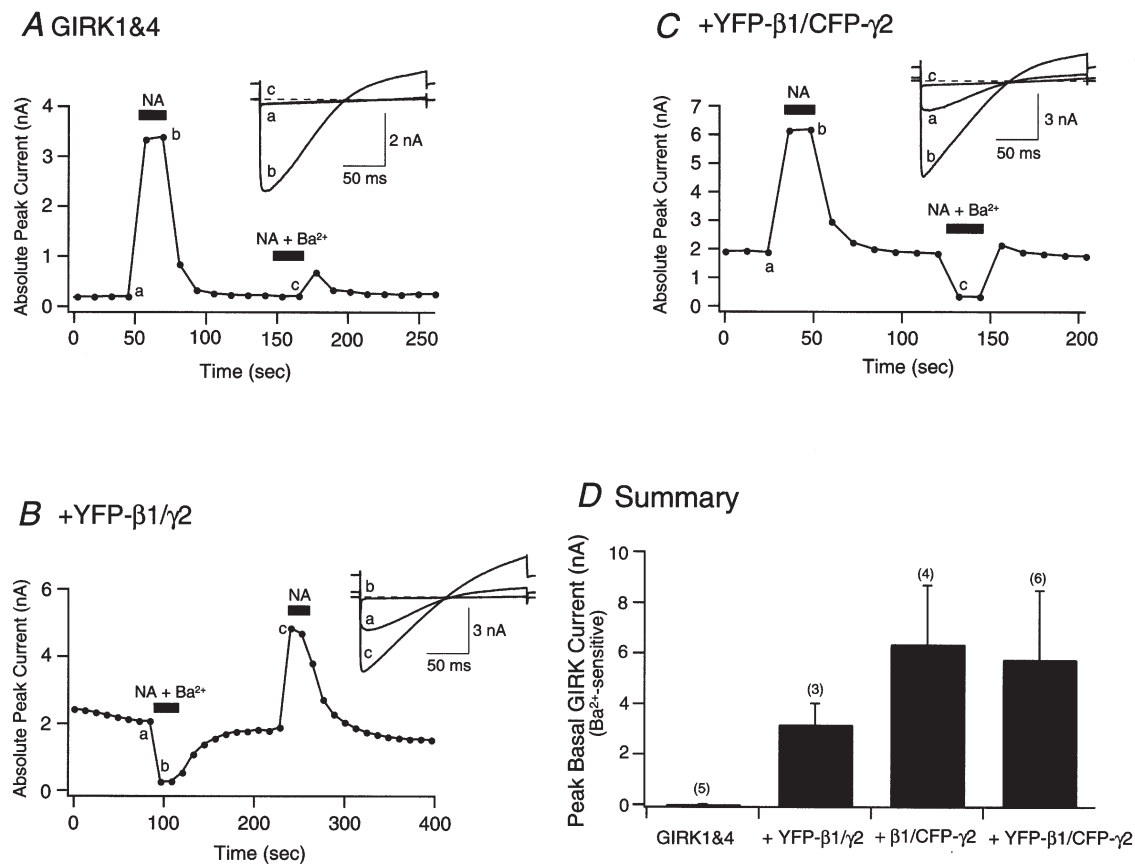 A GIRK1&4
Absolute Peak Current (nA)
4
3
2
1
0
NA
b
a
NA + Ba²⁺
c
c
a
b
2 nA
50 ms
0 50 100 150 200 250
Time (sec)
C +YFP-β1/CFP-γ2
Absolute Peak Current (nA)
7
6
5
4
3
2
1
0
NA
b
a
NA + Ba²⁺
c
c
a
b
3 nA
50 ms
0 50 100 150 200
Time (sec)
B +YFP-β1/γ2
Absolute Peak Current (nA)
6
4
2
0
NA + Ba²⁺
a
b
NA
c
b
a
c
3 nA
50 ms
0 100 200 300 400
Time (sec)
D Summary
Peak Basal GIRK Current (nA)
(Ba²⁺-sensitive)
10
8
6
4
2
0
(5)
(3)
(4)
(6)
GIRK1&4 + YFP-β1/γ2 + β1/CFP-γ2 + YFP-β1/CFP-γ2